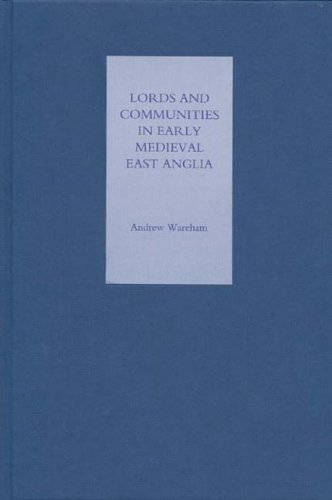 LORDS AND
COMMUNITIES
IN EARLY
MEDIEVAL
EAST ANGLIA
Andrew Wareham